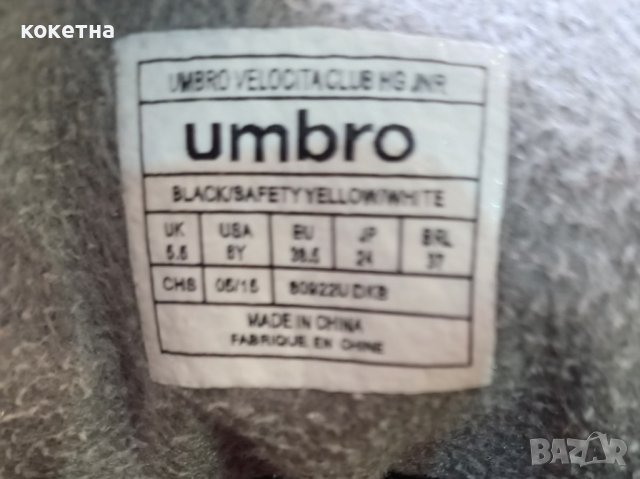 кокетна
UMBRO VELOCITA CLUB HG JNR
umbro
BLACK/SAFETY YELLOW/WHITE
UK USA EU JP BRL
5.5 6Y 38.5 24 37
CHS 05/15 80922U DKB
MADE IN CHINA
FABRIQUE EN CHINE
BAZAR